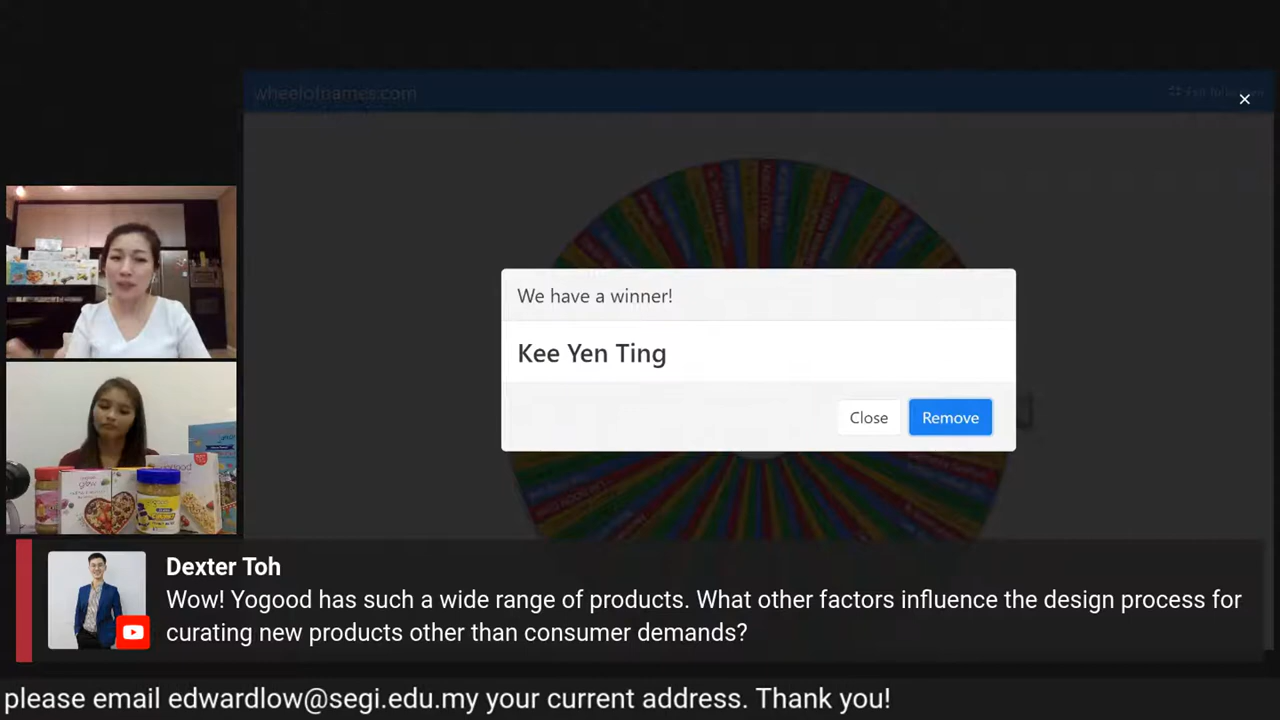 wheelofnames.com
We have a winner!
Kee Yen Ting
Close
Remove
Dexter Toh
Wow! Yogood has such a wide range of products. What other factors influence the design process for
curating new products other than consumer demands?
please email edwardlow@segi.edu.my your current address. Thank you!